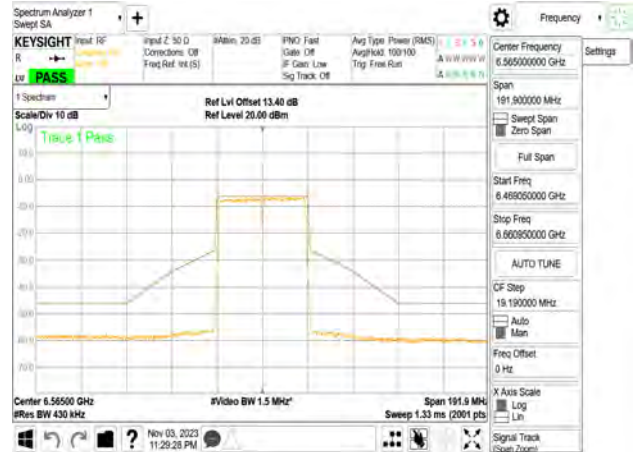 Spectrum Analyzer 1
Swept SA
+
Frequency
KEYSIGHT
Input: RF
Input Z: 50 Ω
#Atten: 20 dB
PNO: Fast
Avg Type: Power (RMS)
Corrections: Off
Gate: Off
Avg|Hold: 100/100
Freq Ref: Int (S)
IF Gain: Low
Trig: Free Run
Sig Track: Off
R
LV
PASS
1 Spectrum
Scale/Div 10 dB
Ref Lvl Offset 13.40 dB
Ref Level 20.00 dBm
Log
Trace 1 Pass
Center 6.56500 GHz
#Res BW 430 kHz
#Video BW 1.5 MHz*
Span 191.9 MHz
Sweep 1.33 ms (2001 pts
Nov 03, 2023
11:29:28 PM
?
Settings
Center Frequency
6.565000000 GHz
Span
191.900000 MHz
Swept Span
Zero Span
Full Span
Start Freq
6.469050000 GHz
Stop Freq
6.660950000 GHz
AUTO TUNE
CF Step
19.190000 MHz
Auto
Man
Freq Offset
0 Hz
X Axis Scale
Log
Lin
Signal Track
(Span Zoom)